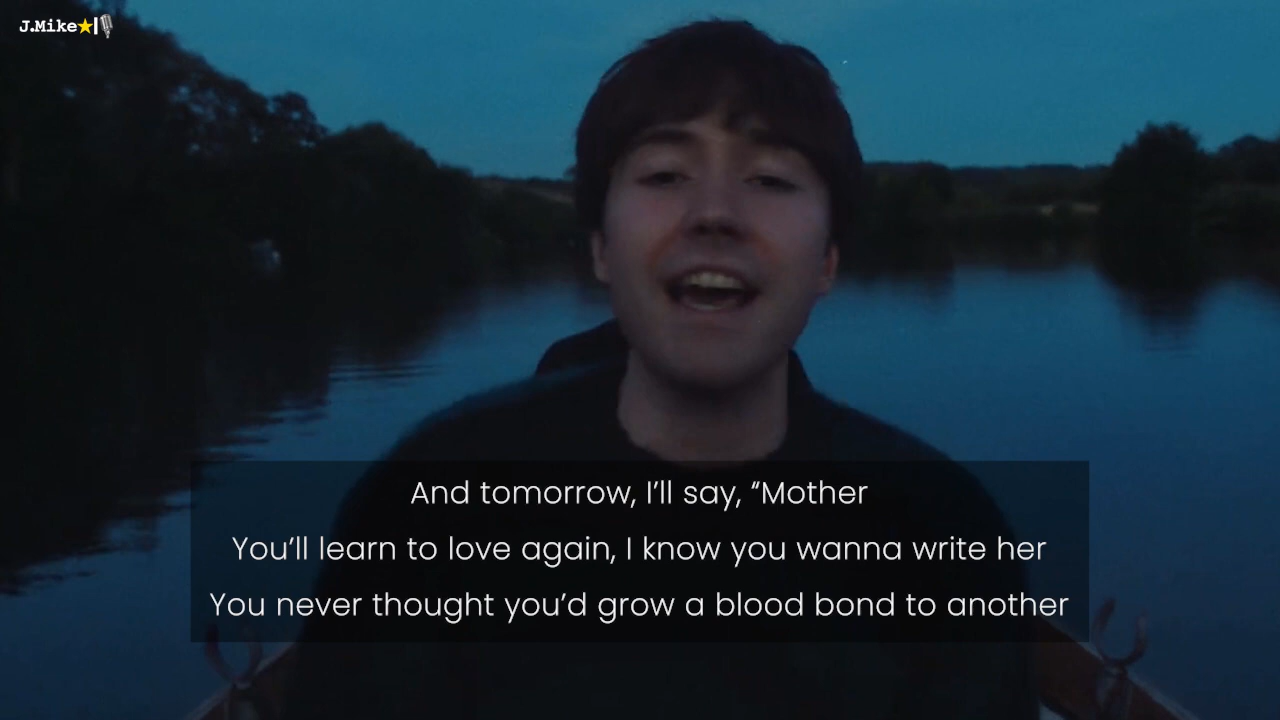 J.Mike
And tomorrow, I'll say, “Mother
You'll learn to love again, I know you wanna write her
You never thought you'd grow a blood bond to another